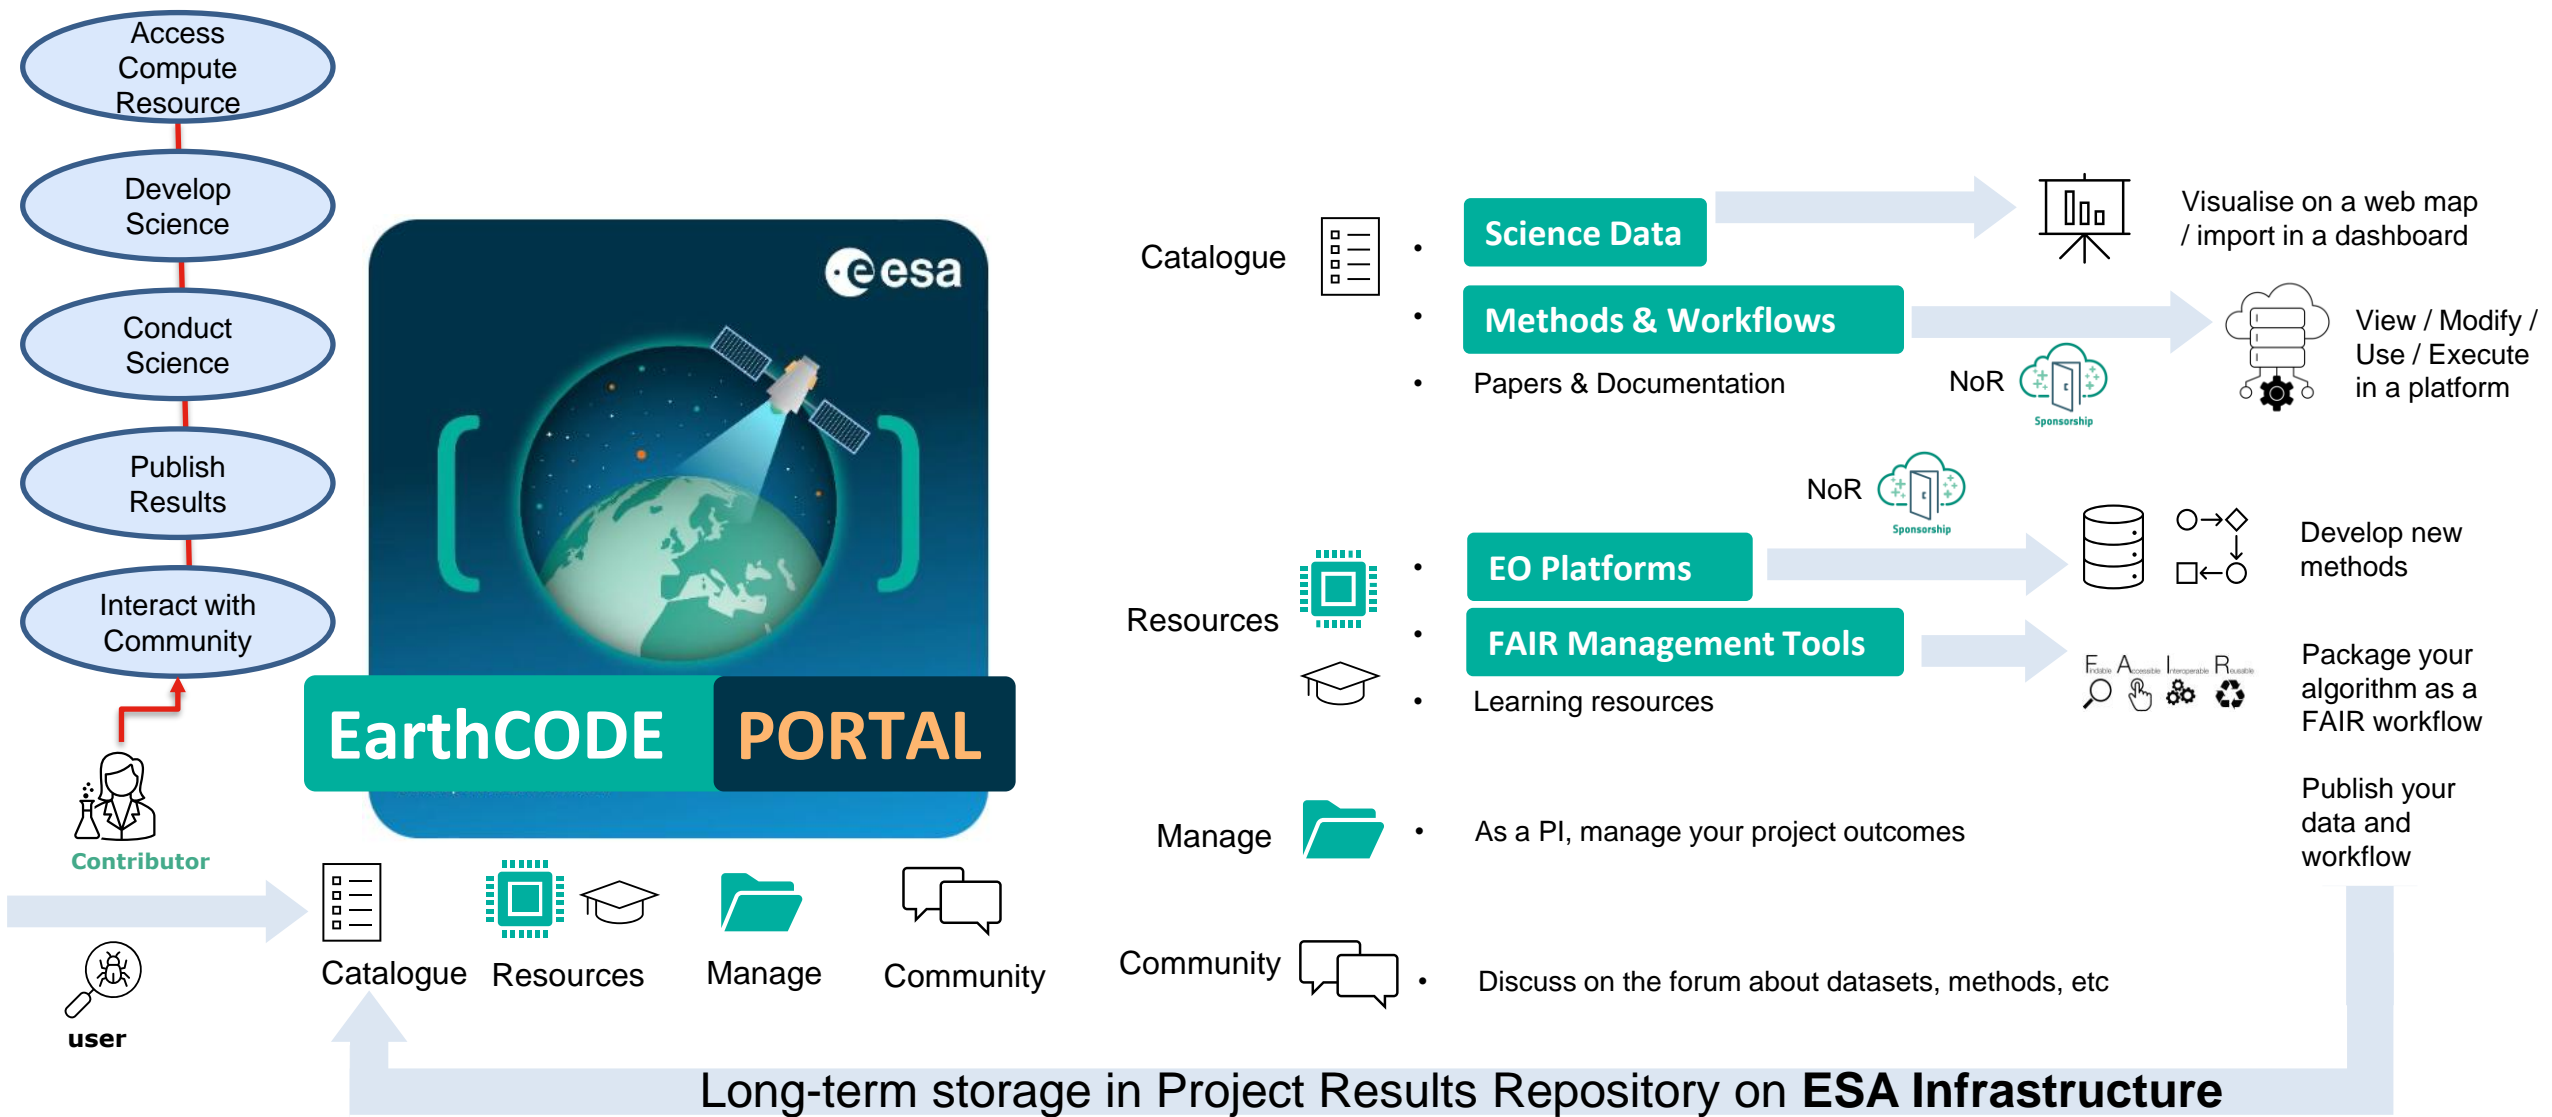 Access
Compute
Resource
Develop
Science
Conduct
Science
Publish
Results
Interact with
Community
Contributor
user
esa
EarthCODE PORTAL
Catalogue
Resources
Manage
Community
Catalogue
• Science Data
Visualise on a web map
/ import in a dashboard
• Methods & Workflows
View / Modify /
Use / Execute
in a platform
• Papers & Documentation
NoR
Sponsorship
NoR
Sponsorship
Resources
• EO Platforms
Develop new
methods
• FAIR Management Tools
Findable Accessible Interoperable Reusable
Package your
algorithm as a
FAIR workflow
• Learning resources
Manage
• As a PI, manage your project outcomes
Publish your
data and
workflow
Community
• Discuss on the forum about datasets, methods, etc
Long-term storage in Project Results Repository on ESA Infrastructure